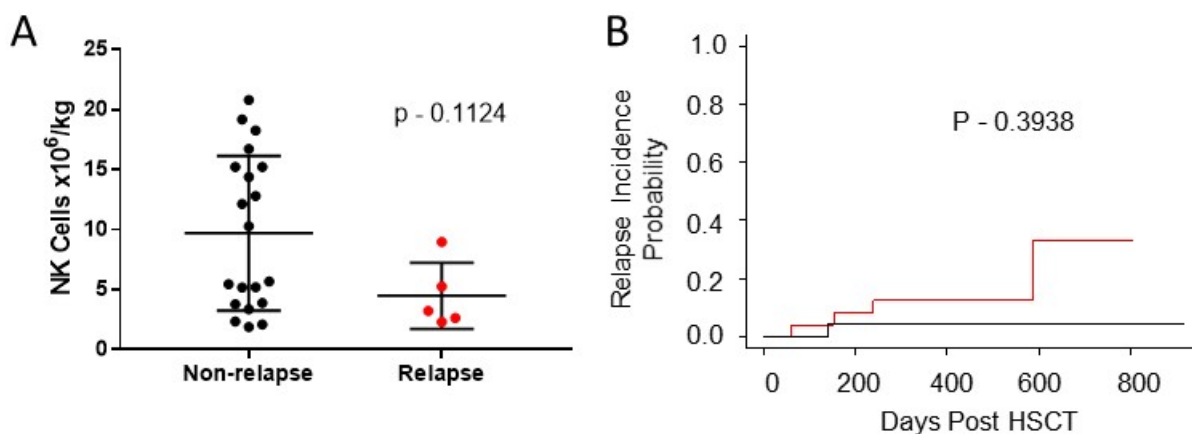 A
25
20
15
10
5
0
NK Cells x10⁶/kg
p - 0.1124
Non-relapse
Relapse
B
1.0
0.8
0.6
0.4
0.2
0.0
Relapse Incidence
Probability
P - 0.3938
0 200 400 600 800
Days Post HSCT